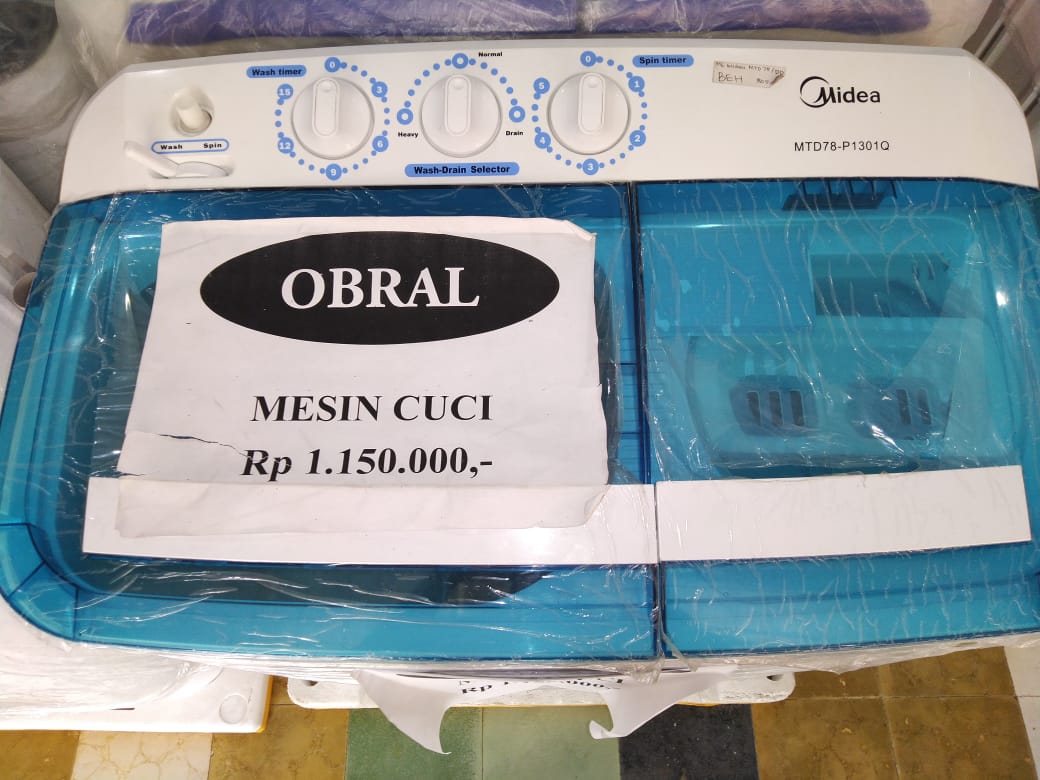 Wash timer
0
3
6
9
12
15
Wash Spin
Normal
Heavy
Drain
Wash-Drain Selector
Spin timer
0
1
2
3
4
5
BEH
Midea
MTD78-P1301Q
OBRAL
MESIN CUCI
Rp 1.150.000,-
Rp